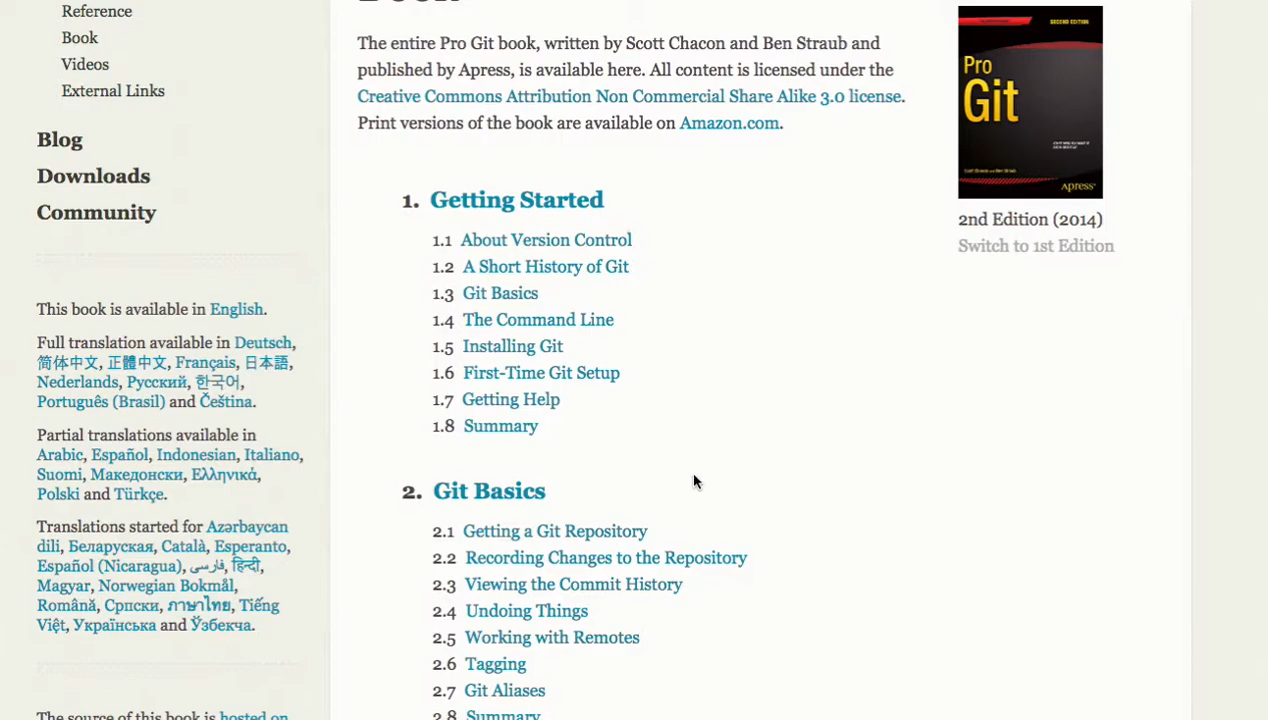 Reference
Book
Videos
External Links
Blog
Downloads
Community
This book is available in English.
Full translation available in Deutsch,
简体中文, 正體中文, Français, 日本語,
Nederlands, Русский, 한국어,
Português (Brasil) and Čeština.
Partial translations available in
Arabic, Español, Indonesian, Italiano,
Suomi, Македонски, Ελληνικά,
Polski and Türkçe.
Translations started for Azərbaycan
dili, Беларуская, Català, Esperanto,
Español (Nicaragua), فارسی, हिन्दी,
Magyar, Norwegian Bokmål,
Română, Српски, ภาษาไทย, Tiếng
Việt, Українська and Ўзбекча.
The source of this book is hosted on
Book
The entire Pro Git book, written by Scott Chacon and Ben Straub and
published by Apress, is available here. All content is licensed under the
Creative Commons Attribution Non Commercial Share Alike 3.0 license.
Print versions of the book are available on Amazon.com.
1. Getting Started
1.1 About Version Control
1.2 A Short History of Git
1.3 Git Basics
1.4 The Command Line
1.5 Installing Git
1.6 First-Time Git Setup
1.7 Getting Help
1.8 Summary
2. Git Basics
2.1 Getting a Git Repository
2.2 Recording Changes to the Repository
2.3 Viewing the Commit History
2.4 Undoing Things
2.5 Working with Remotes
2.6 Tagging
2.7 Git Aliases
2.8 Summary
SECOND EDITION
Pro
Git
Scott Chacon and Ben Straub
Apress®
2nd Edition (2014)
Switch to 1st Edition